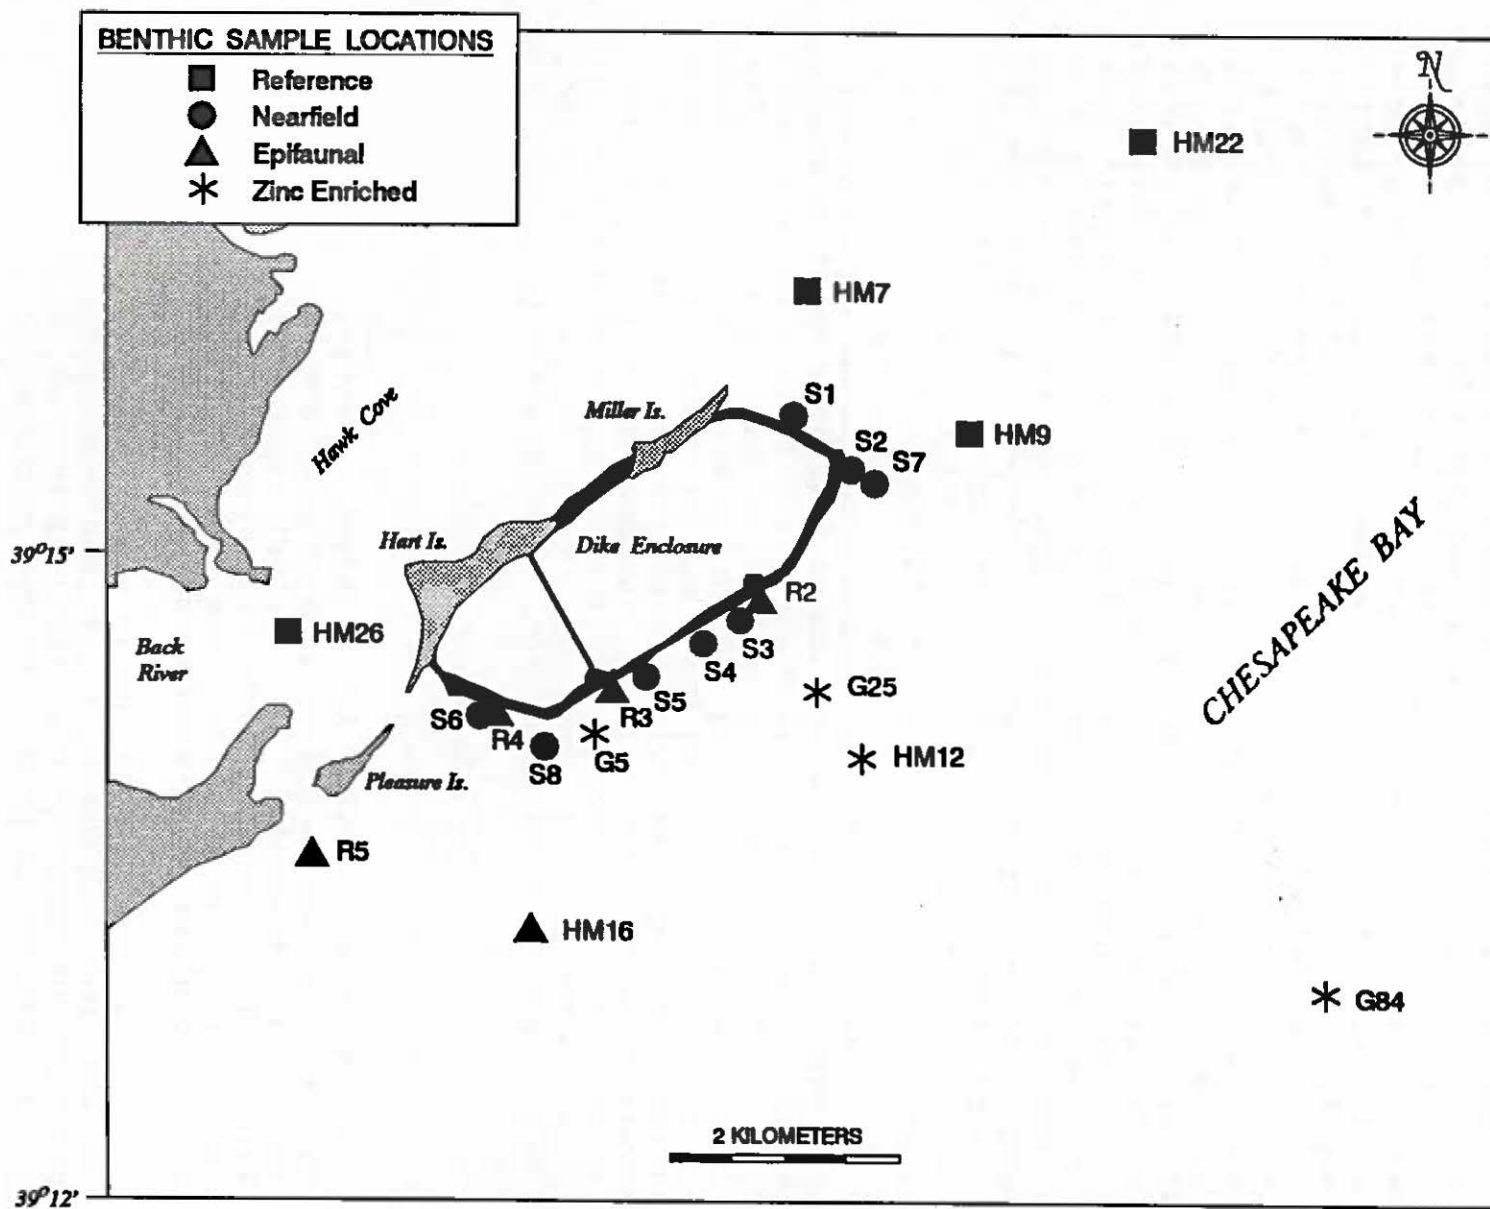 BENTHIC SAMPLE LOCATIONS
Reference
Nearfield
Epifaunal
Zinc Enriched
N
HM22
HM7
S1
Miller Is.
Hawk Cove
HM9
S2
S7
Hart Is.
Dike Enclosure
39°15'
CHESAPEAKE BAY
R2
HM26
Back
River
S3
S4
S5
G25
S6
R4
R3
G5
S8
HM12
Pleasure Is.
R5
HM16
G84
2 KILOMETERS
39°12'